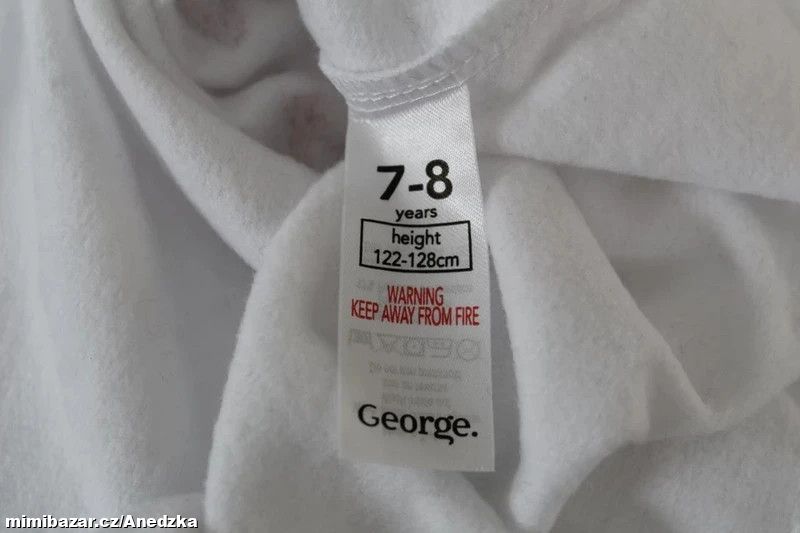 7-8
years
height
122-128cm
WARNING
KEEP AWAY FROM FIRE
George.
mimibazar.cz/Anedzka